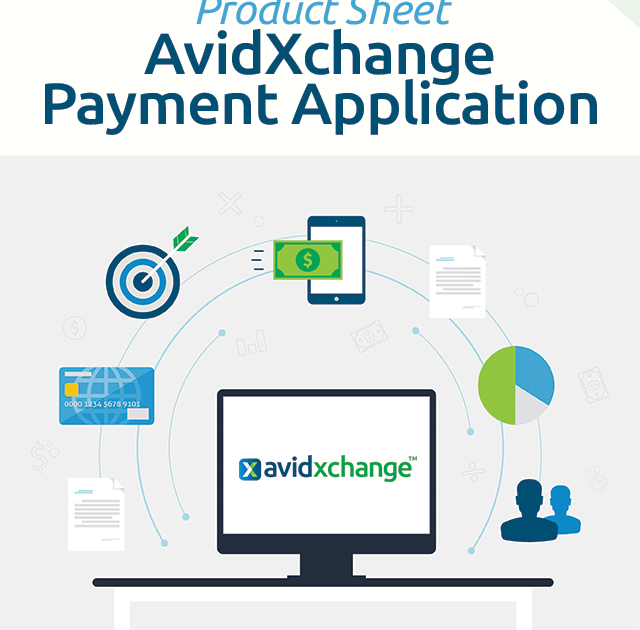 Product Sheet
AvidXchange
Payment Application
$
0000 1234 5678 9101
x avidxchange™